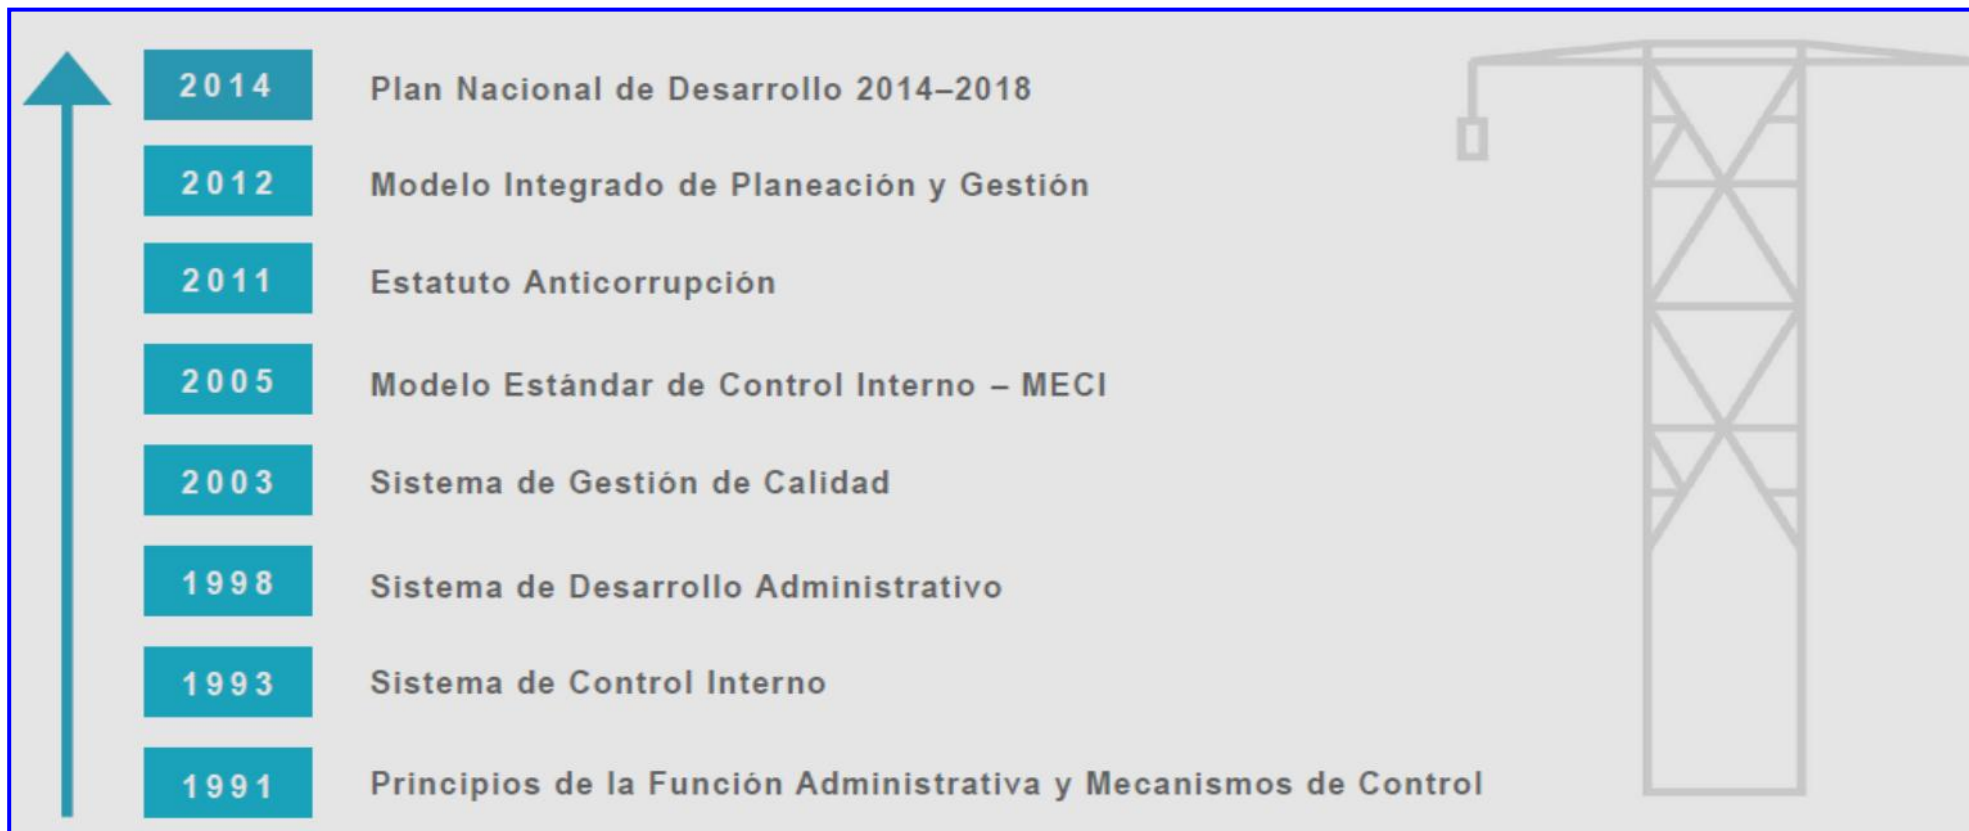 2014 Plan Nacional de Desarrollo 2014–2018
2012 Modelo Integrado de Planeación y Gestión
2011 Estatuto Anticorrupción
2005 Modelo Estándar de Control Interno – MECI
2003 Sistema de Gestión de Calidad
1998 Sistema de Desarrollo Administrativo
1993 Sistema de Control Interno
1991 Principios de la Función Administrativa y Mecanismos de Control